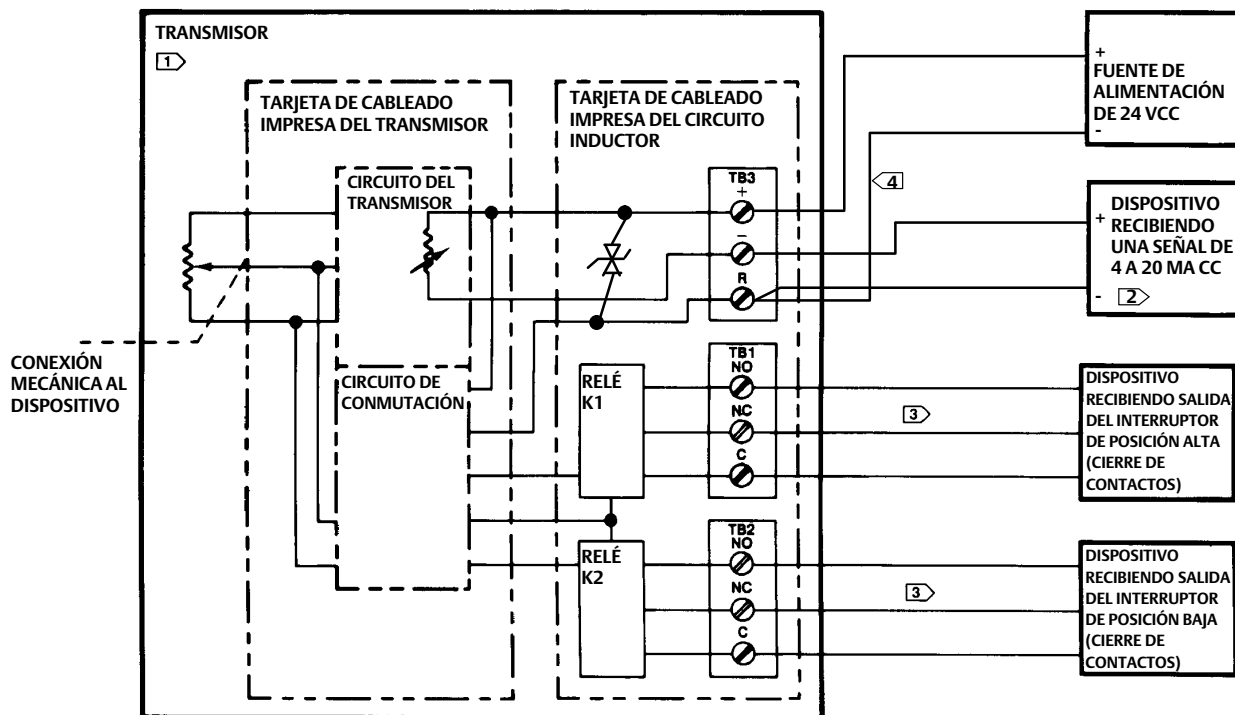 TRANSMISOR
1
TARJETA DE CABLEADO
IMPRESA DEL TRANSMISOR
TARJETA DE CABLEADO
IMPRESA DEL CIRCUITO
INDUCTOR
CIRCUITO DEL
TRANSMISOR
CIRCUITO DE
CONMUTACIÓN
CONEXIÓN
MECÁNICA AL
DISPOSITIVO
TB3
+
−
R
RELÉ
K1
TB1
NO
NC
C
RELÉ
K2
TB2
NO
NC
C
4
3
3
+
FUENTE DE
ALIMENTACIÓN
DE 24 VCC
-
DISPOSITIVO
+ RECIBIENDO
UNA SEÑAL DE
4 A 20 MA CC
- 2
DISPOSITIVO
RECIBIENDO SALIDA
DEL INTERRUPTOR
DE POSICIÓN ALTA
(CIERRE DE
CONTACTOS)
DISPOSITIVO
RECIBIENDO SALIDA
DEL INTERRUPTOR
DE POSICIÓN BAJA
(CIERRE DE
CONTACTOS)